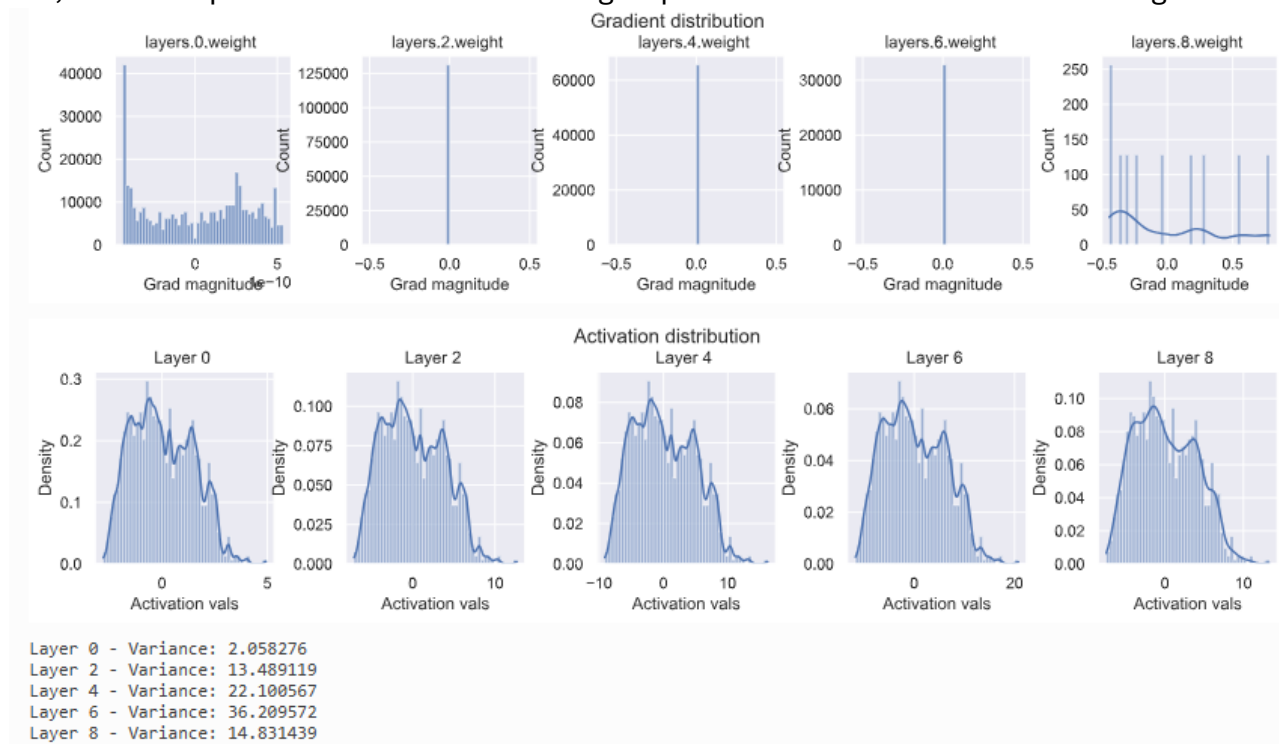 Gradient distribution
layers.0.weight
layers.2.weight
layers.4.weight
layers.6.weight
layers.8.weight
40000
30000
20000
10000
0
Count
0
5
1e−10
Grad magnitude
125000
100000
75000
50000
25000
0
Count
−0.5
0.0
0.5
Grad magnitude
60000
40000
20000
0
Count
−0.5
0.0
0.5
Grad magnitude
30000
20000
10000
0
Count
−0.5
0.0
0.5
Grad magnitude
250
200
150
100
50
0
Count
−0.5
0.0
0.5
Grad magnitude
Activation distribution
Layer 0
Layer 2
Layer 4
Layer 6
Layer 8
0.3
0.2
0.1
0.0
Density
0
5
Activation vals
0.100
0.075
0.050
0.025
0.000
Density
0
10
Activation vals
0.08
0.06
0.04
0.02
0.00
Density
−10
0
10
Activation vals
0.06
0.04
0.02
0.00
Density
0
20
Activation vals
0.10
0.08
0.06
0.04
0.02
0.00
Density
0
10
Activation vals
Layer 0 - Variance: 2.058276
Layer 2 - Variance: 13.489119
Layer 4 - Variance: 22.100567
Layer 6 - Variance: 36.209572
Layer 8 - Variance: 14.831439